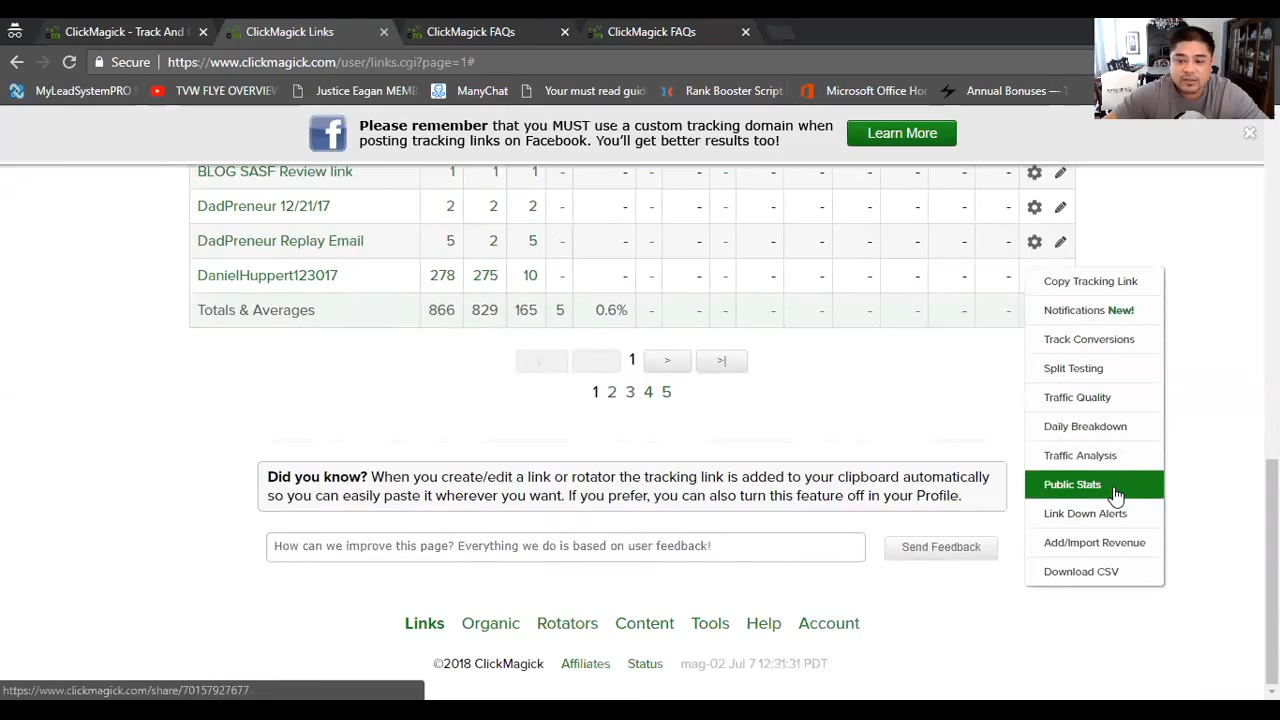 ClickMagick - Track And
ClickMagick Links
ClickMagick FAQs
ClickMagick FAQs
Secure
https://www.clickmagick.com/user/links.cgi?page=1#
MyLeadSystemPRO
TVW FLYE OVERVIEW
Justice Eagan MEME
ManyChat
Your must read guid
Rank Booster Script
Microsoft Office Hom
Annual Bonuses —
Please remember that you MUST use a custom tracking domain when
posting tracking links on Facebook. You'll get better results too!
Learn More
BLOG SASF Review link 1 1 1 - - - - - - - - -
DadPreneur 12/21/17 2 2 2 - - - - - - - - -
DadPreneur Replay Email 5 2 5 - - - - - - - - -
DanielHuppert123017 278 275 10 - - - - - - - - -
Totals & Averages 866 829 165 5 0.6% - - - - - - -
1 > >|
1 2 3 4 5
Copy Tracking Link
Notifications New!
Track Conversions
Split Testing
Traffic Quality
Daily Breakdown
Traffic Analysis
Public Stats
Link Down Alerts
Add/Import Revenue
Download CSV
Did you know? When you create/edit a link or rotator the tracking link is added to your clipboard automatically
so you can easily paste it wherever you want. If you prefer, you can also turn this feature off in your Profile.
How can we improve this page? Everything we do is based on user feedback!
Send Feedback
Links Organic Rotators Content Tools Help Account
©2018 ClickMagick Affiliates Status mag-02 Jul 7 12:31:31 PDT
https://www.clickmagick.com/share/70157927677